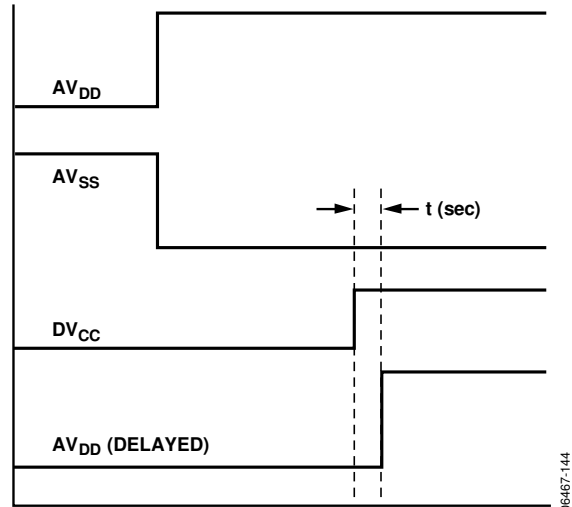 AVDD
AVSS
t (sec)
DVCC
AVDD (DELAYED)
06467-144